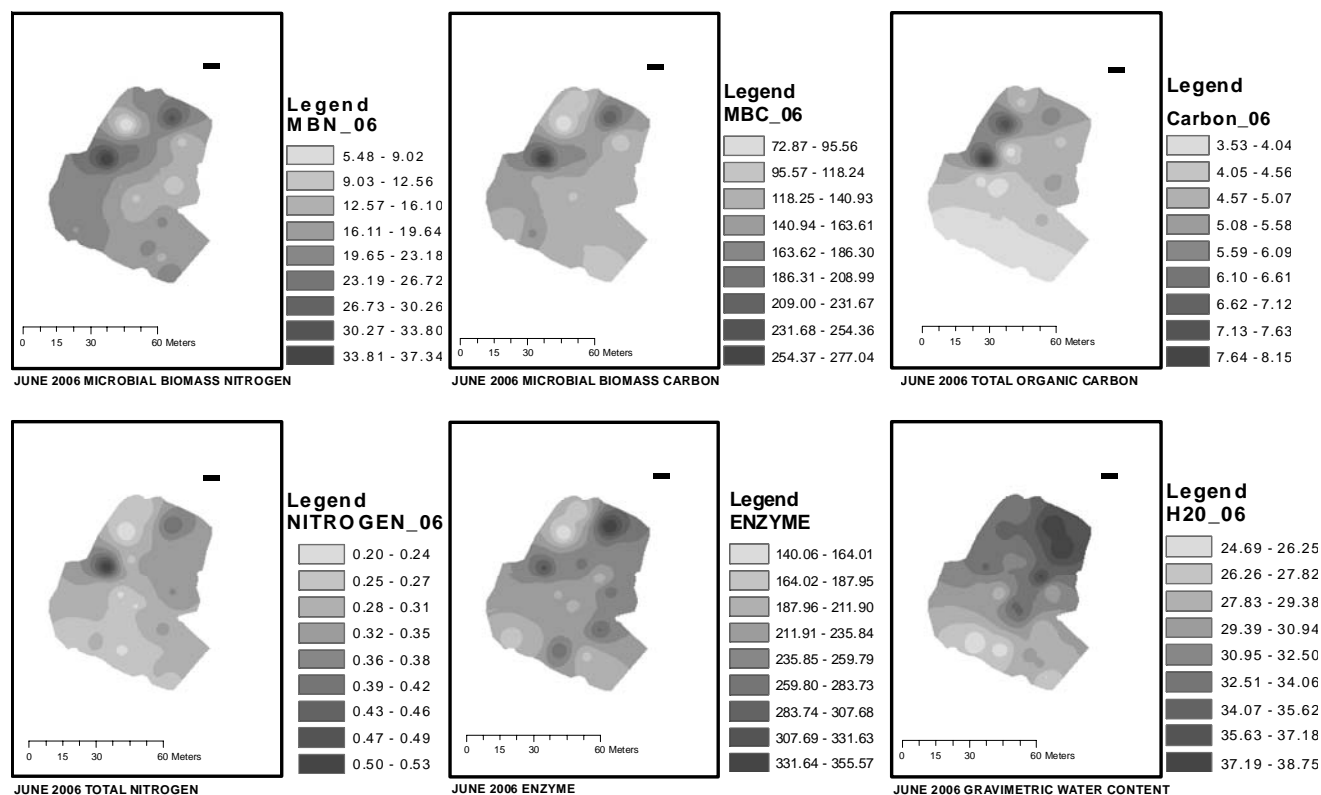 Legend
MBN_06
5.48 - 9.02
9.03 - 12.56
12.57 - 16.10
16.11 - 19.64
19.65 - 23.18
23.19 - 26.72
26.73 - 30.26
30.27 - 33.80
33.81 - 37.34
0 15 30 60 Meters
JUNE 2006 MICROBIAL BIOMASS NITROGEN
Legend
MBC_06
72.87 - 95.56
95.57 - 118.24
118.25 - 140.93
140.94 - 163.61
163.62 - 186.30
186.31 - 208.99
209.00 - 231.67
231.68 - 254.36
254.37 - 277.04
0 15 30 60 Meters
JUNE 2006 MICROBIAL BIOMASS CARBON
Legend
Carbon_06
3.53 - 4.04
4.05 - 4.56
4.57 - 5.07
5.08 - 5.58
5.59 - 6.09
6.10 - 6.61
6.62 - 7.12
7.13 - 7.63
7.64 - 8.15
0 15 30 60 Meters
JUNE 2006 TOTAL ORGANIC CARBON
Legend
NITROGEN_06
0.20 - 0.24
0.25 - 0.27
0.28 - 0.31
0.32 - 0.35
0.36 - 0.38
0.39 - 0.42
0.43 - 0.46
0.47 - 0.49
0.50 - 0.53
0 15 30 60 Meters
JUNE 2006 TOTAL NITROGEN
Legend
ENZYME
140.06 - 164.01
164.02 - 187.95
187.96 - 211.90
211.91 - 235.84
235.85 - 259.79
259.80 - 283.73
283.74 - 307.68
307.69 - 331.63
331.64 - 355.57
0 15 30 60 Meters
JUNE 2006 ENZYME
Legend
H20_06
24.69 - 26.25
26.26 - 27.82
27.83 - 29.38
29.39 - 30.94
30.95 - 32.50
32.51 - 34.06
34.07 - 35.62
35.63 - 37.18
37.19 - 38.75
0 15 30 60 Meters
JUNE 2006 GRAVIMETRIC WATER CONTENT